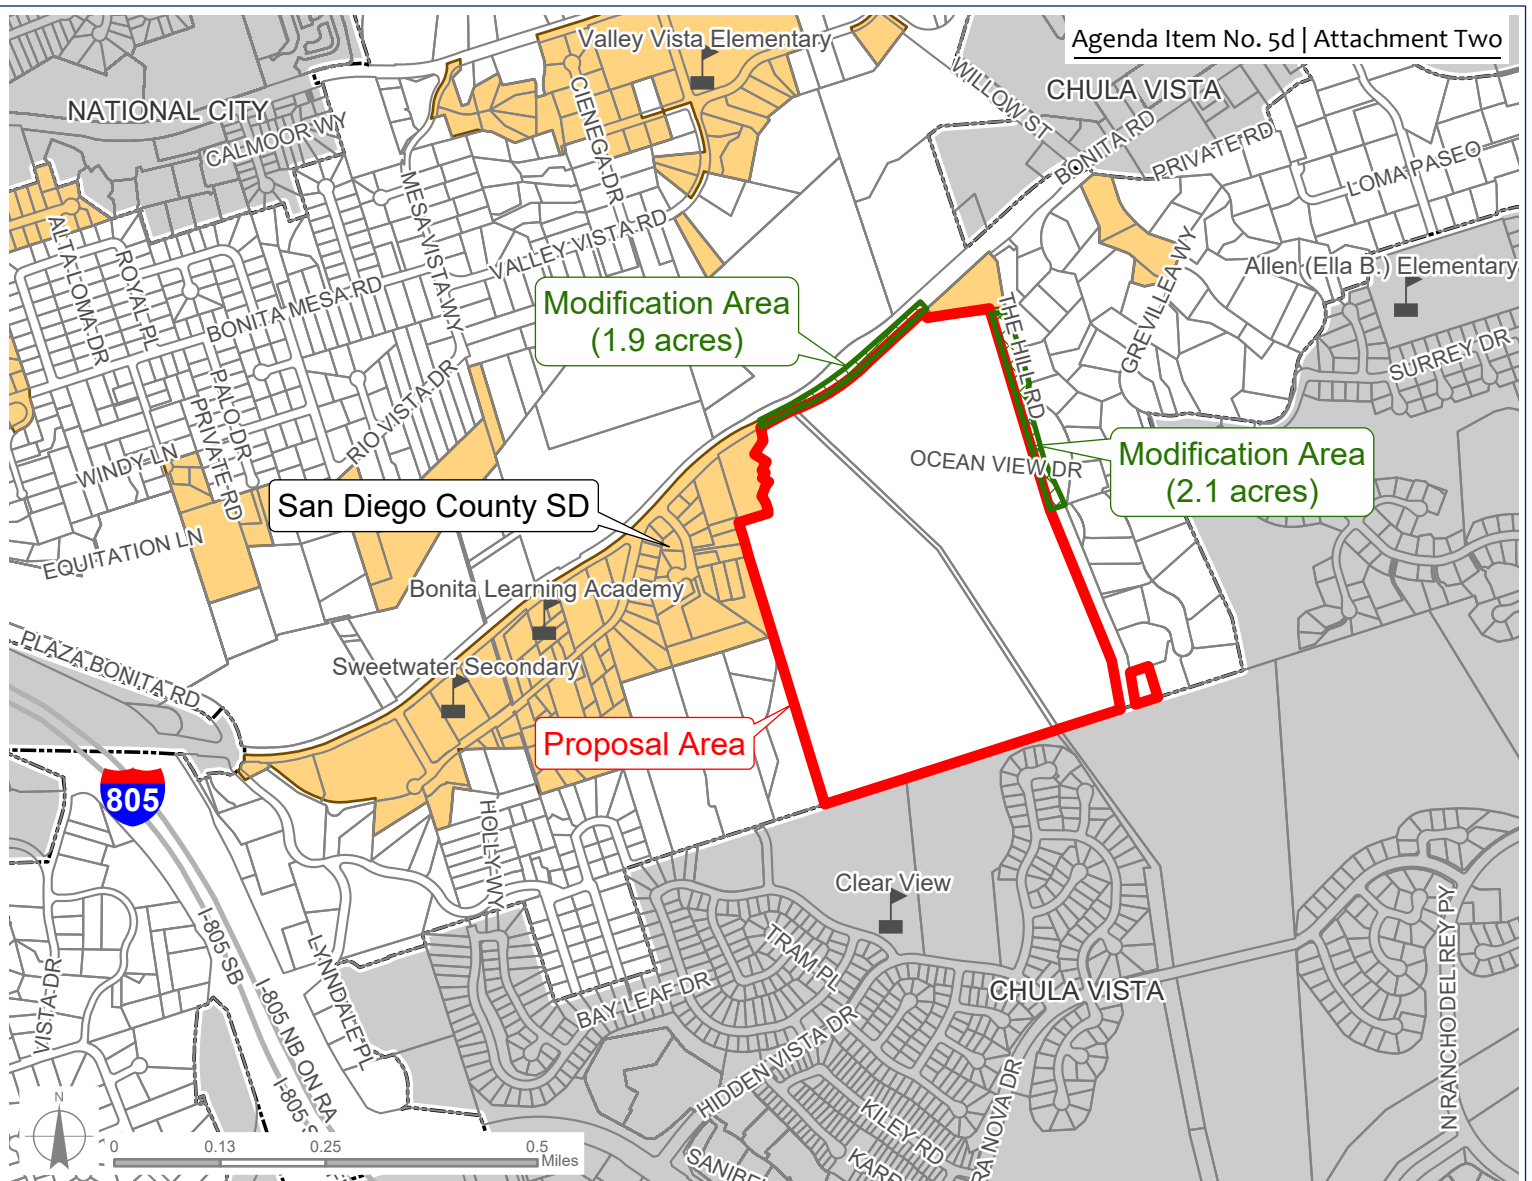 Agenda Item No. 5d | Attachment Two
Valley Vista Elementary
NATIONAL CITY
CHULA VISTA
WILLOW ST
BONITA RD
PRIVATE RD
LOMA PASEO
CALMOOR WY
CIENEGA DR
MESA VISTA WY
VALLEY VISTA RD
ALTA LOMA DR
ROYAL PL
BONITA MESA RD
GREVILLEA WY
Allen (Ella B.) Elementary
SURREY DR
Modification Area
(1.9 acres)
THE HILL RD
PALO DR
PRIVATE RD
RIO VISTA DR
WINDY LN
OCEAN VIEW DR
Modification Area
(2.1 acres)
San Diego County SD
EQUITATION LN
Bonita Learning Academy
PLAZA BONITA RD
Sweetwater Secondary
Proposal Area
805
HOLLY WY
Clear View
I-805 SB
LYNNDALE PL
TRAM PL
CHULA VISTA
N RANCHO DEL REY PY
VISTA DR
I-805 NB ON RA
BAY LEAF DR
HIDDEN VISTA DR
I-805 S
KILEY RD
RA NOVA DR
SANIBE
KARR
N
0 0.13 0.25 0.5
Miles